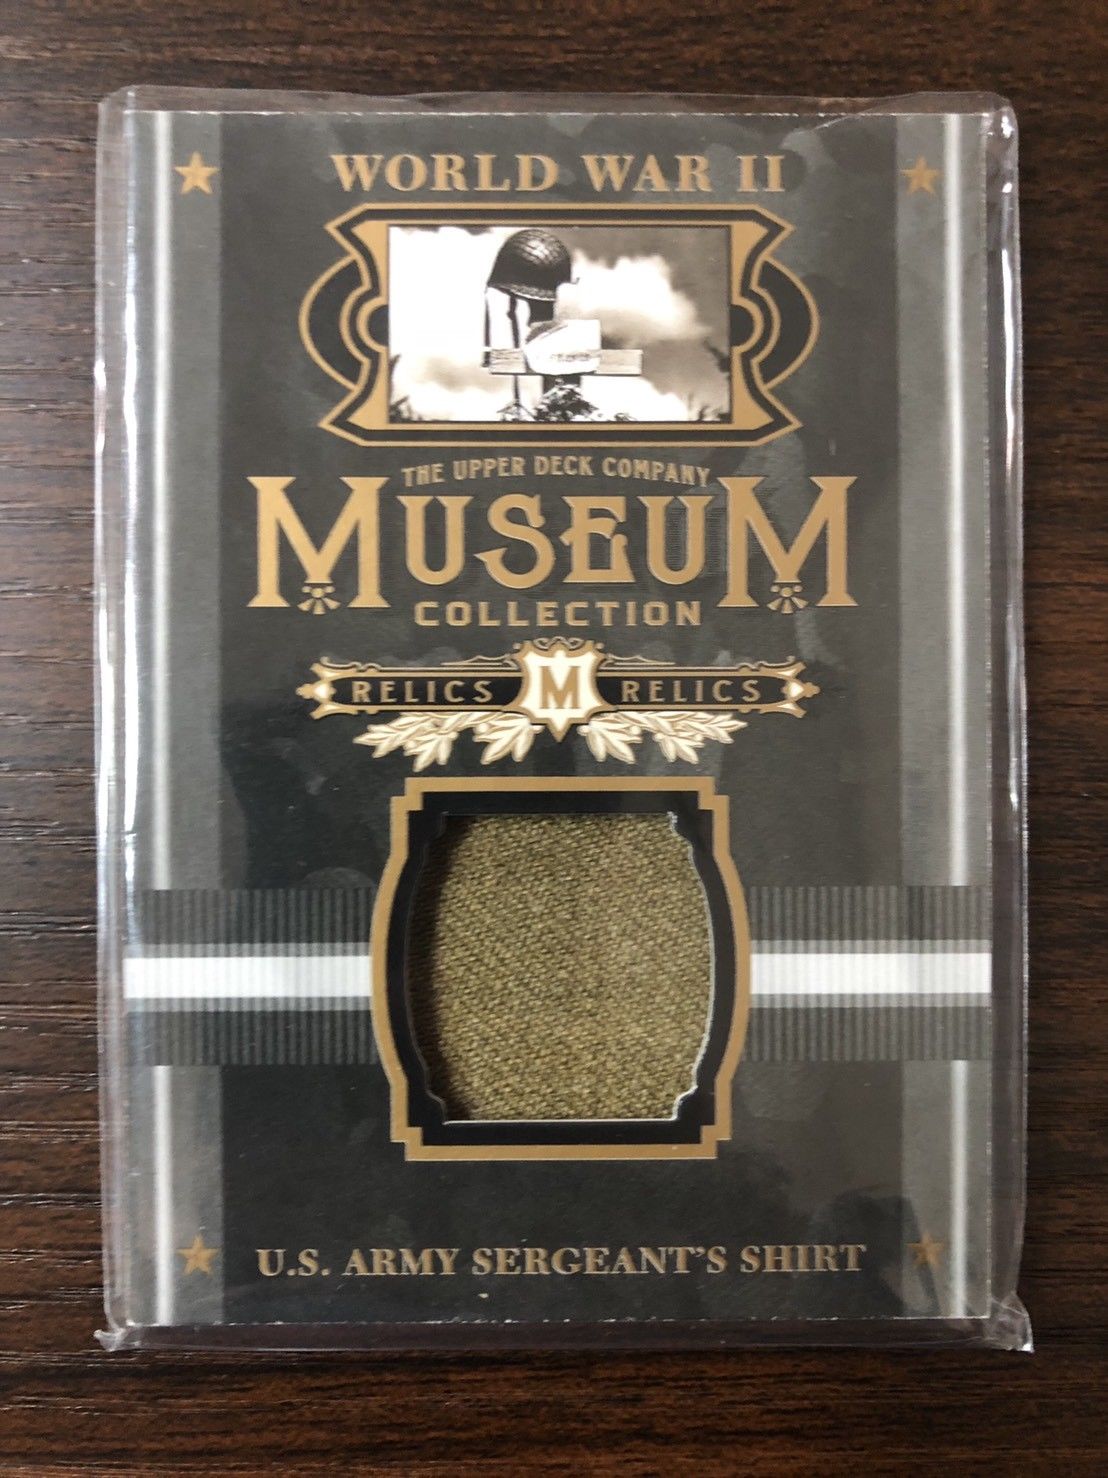 WORLD WAR II
THE UPPER DECK COMPANY
MUSEUM
COLLECTION
RELICS M RELICS
U.S. ARMY SERGEANT'S SHIRT